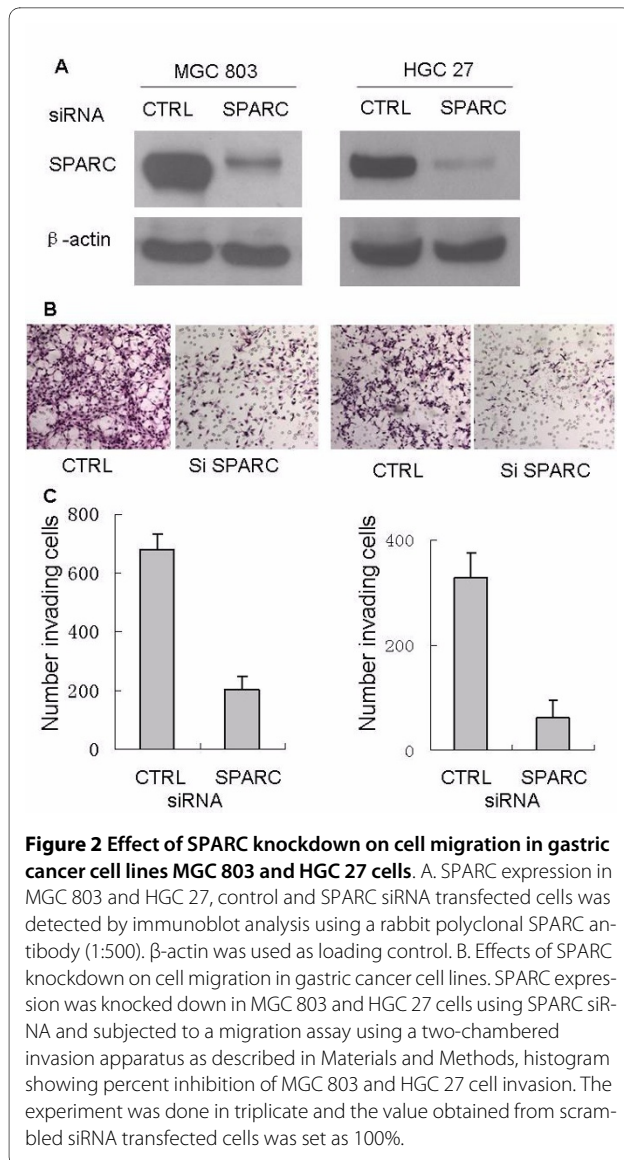 A
MGC 803 HGC 27
siRNA CTRL SPARC CTRL SPARC
SPARC
β -actin
B
CTRL Si SPARC CTRL Si SPARC
C
Number invading cells
800
600
400
200
0
CTRL SPARC
siRNA
Number invading cells
400
200
0
CTRL SPARC
siRNA
Figure 2 Effect of SPARC knockdown on cell migration in gastric
cancer cell lines MGC 803 and HGC 27 cells. A. SPARC expression in
MGC 803 and HGC 27, control and SPARC siRNA transfected cells was
detected by immunoblot analysis using a rabbit polyclonal SPARC an-
tibody (1:500). β-actin was used as loading control. B. Effects of SPARC
knockdown on cell migration in gastric cancer cell lines. SPARC expres-
sion was knocked down in MGC 803 and HGC 27 cells using SPARC siR-
NA and subjected to a migration assay using a two-chambered
invasion apparatus as described in Materials and Methods, histogram
showing percent inhibition of MGC 803 and HGC 27 cell invasion. The
experiment was done in triplicate and the value obtained from scram-
bled siRNA transfected cells was set as 100%.